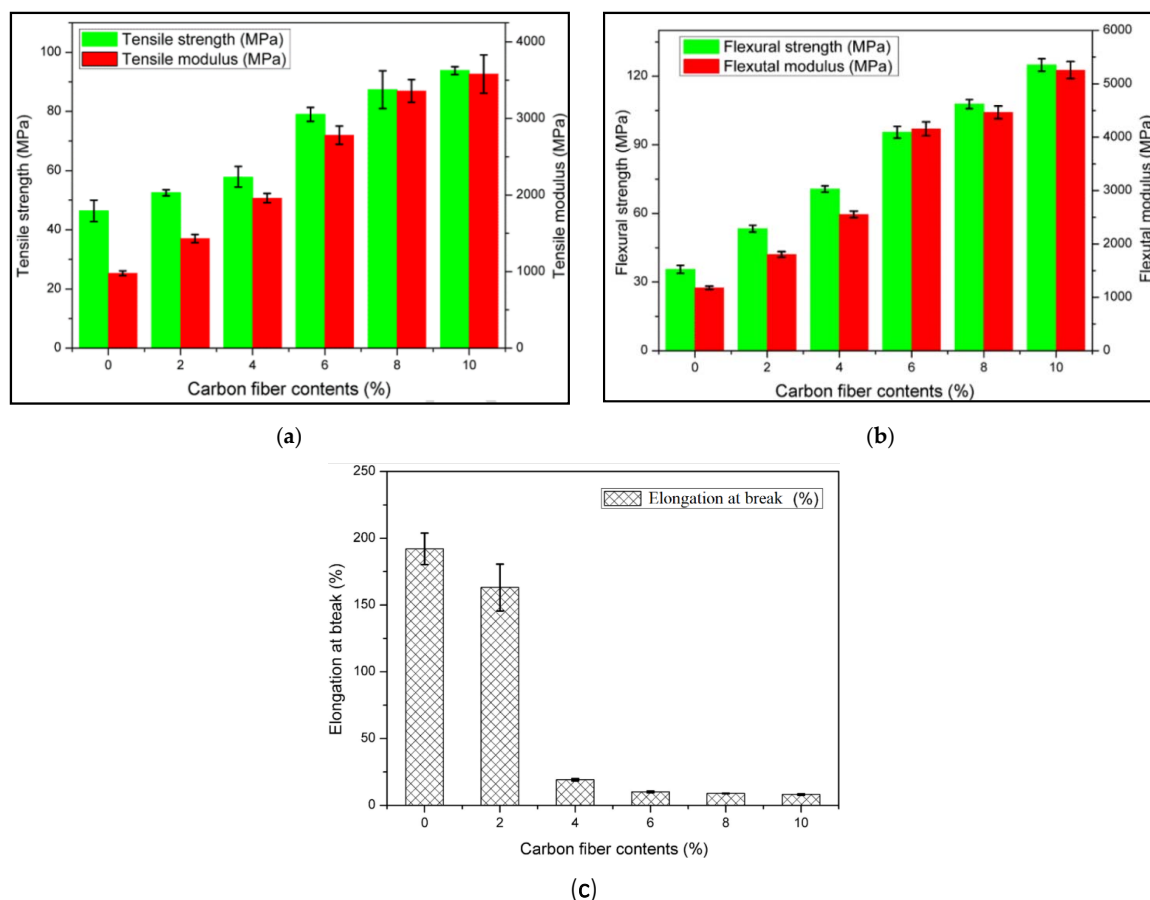 Tensile strength (MPa)
Tensile modulus (MPa)
Tensile strength (MPa)
Tensile modulus (MPa)
0
20
40
60
80
100
0
1000
2000
3000
4000
0 2 4 6 8 10
Carbon fiber contents (%)
(a)
Flexural strength (MPa)
Flexutal modulus (MPa)
Flexural strength (MPa)
Flexutal modulus (MPa)
0
30
60
90
120
0
1000
2000
3000
4000
5000
6000
0 2 4 6 8 10
Carbon fiber contents (%)
(b)
Elongation at break (%)
Elongation at bteak (%)
250
200
150
100
50
0
0 2 4 6 8 10
Carbon fiber contents (%)
(c)